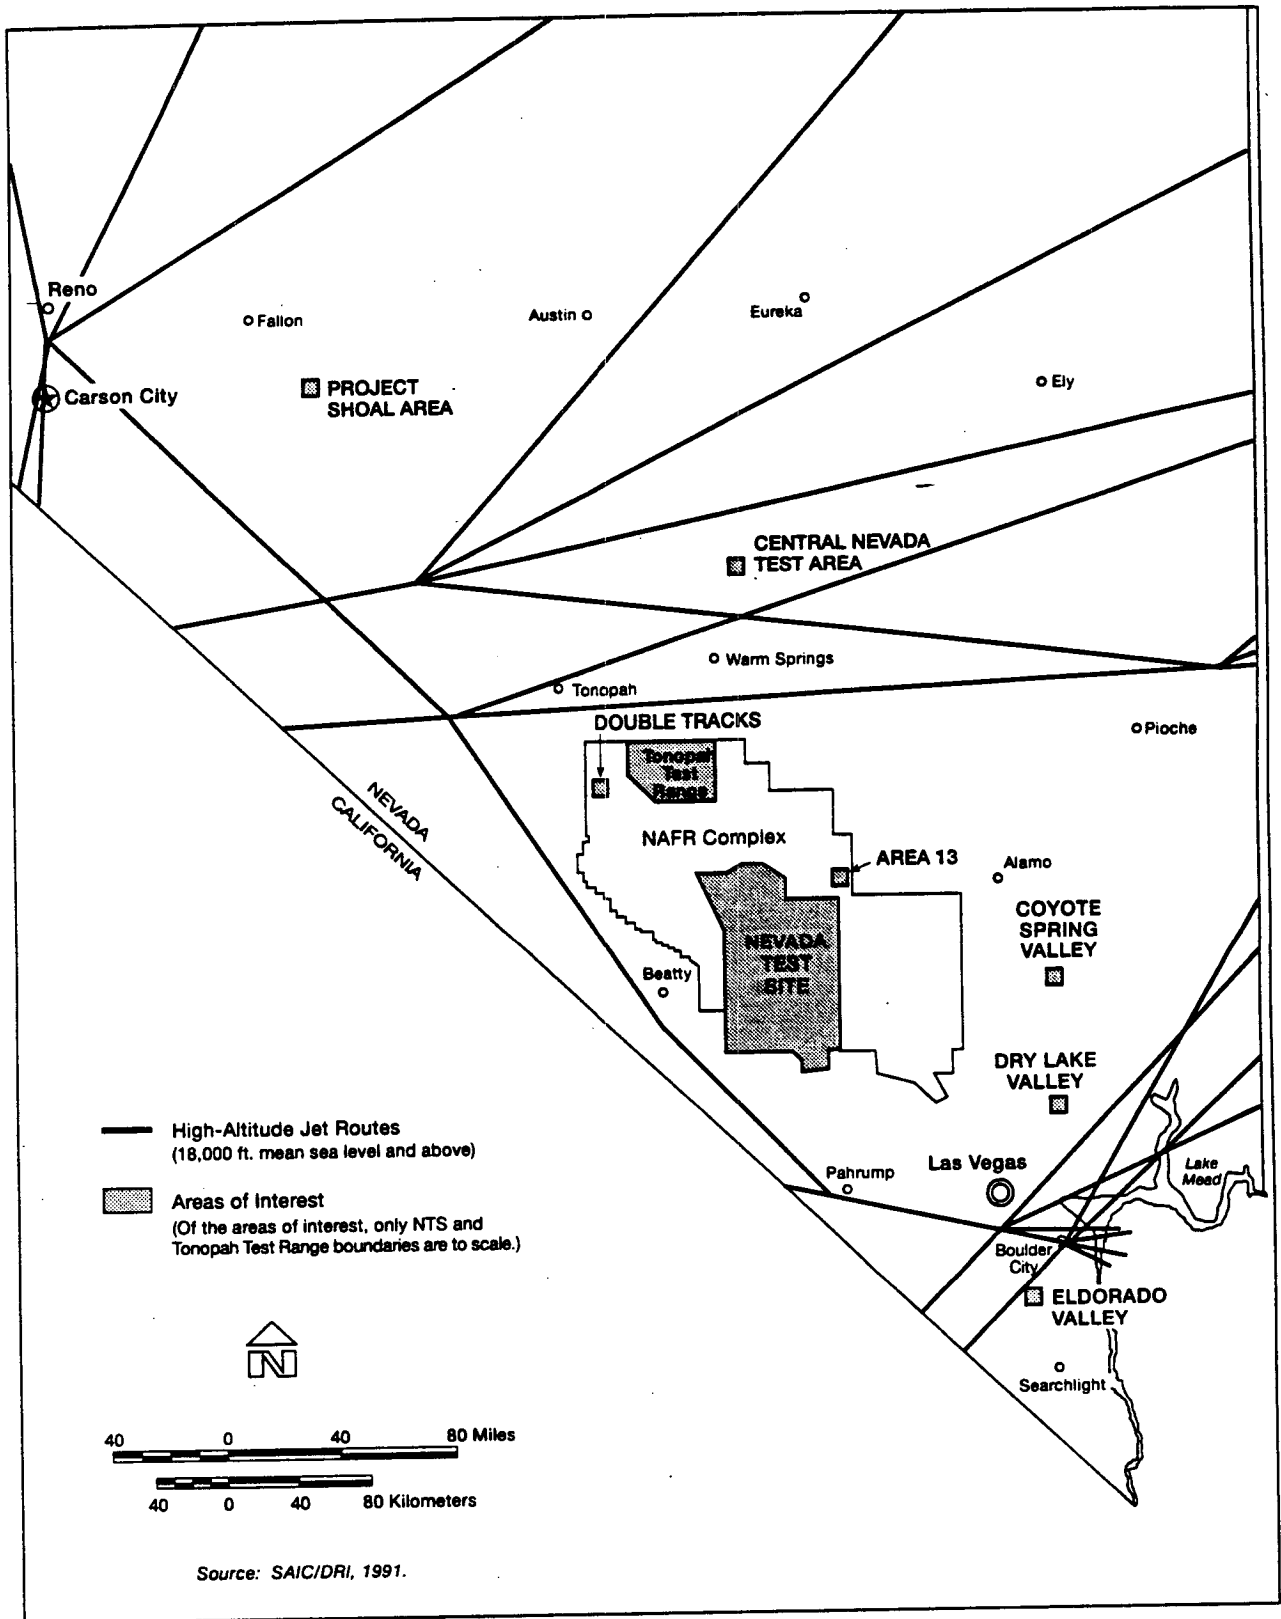 Reno
Fallon
Austin
Eureka
Ely
Carson City
PROJECT
SHOAL AREA
CENTRAL NEVADA
TEST AREA
Warm Springs
Tonopah
Pioche
DOUBLE TRACKS
Tonopah
Test
Range
NEVADA
CALIFORNIA
NAFR Complex
AREA 13
Alamo
COYOTE
SPRING
VALLEY
NEVADA
TEST
SITE
Beatty
DRY LAKE
VALLEY
High-Altitude Jet Routes
(18,000 ft. mean sea level and above)
Pahrump
Las Vegas
Lake
Mead
Areas of Interest
(Of the areas of interest, only NTS and
Tonopah Test Range boundaries are to scale.)
Boulder
City
ELDORADO
VALLEY
N
Searchlight
40 0 40 80 Miles
40 0 40 80 Kilometers
Source: SAIC/DRI, 1991.